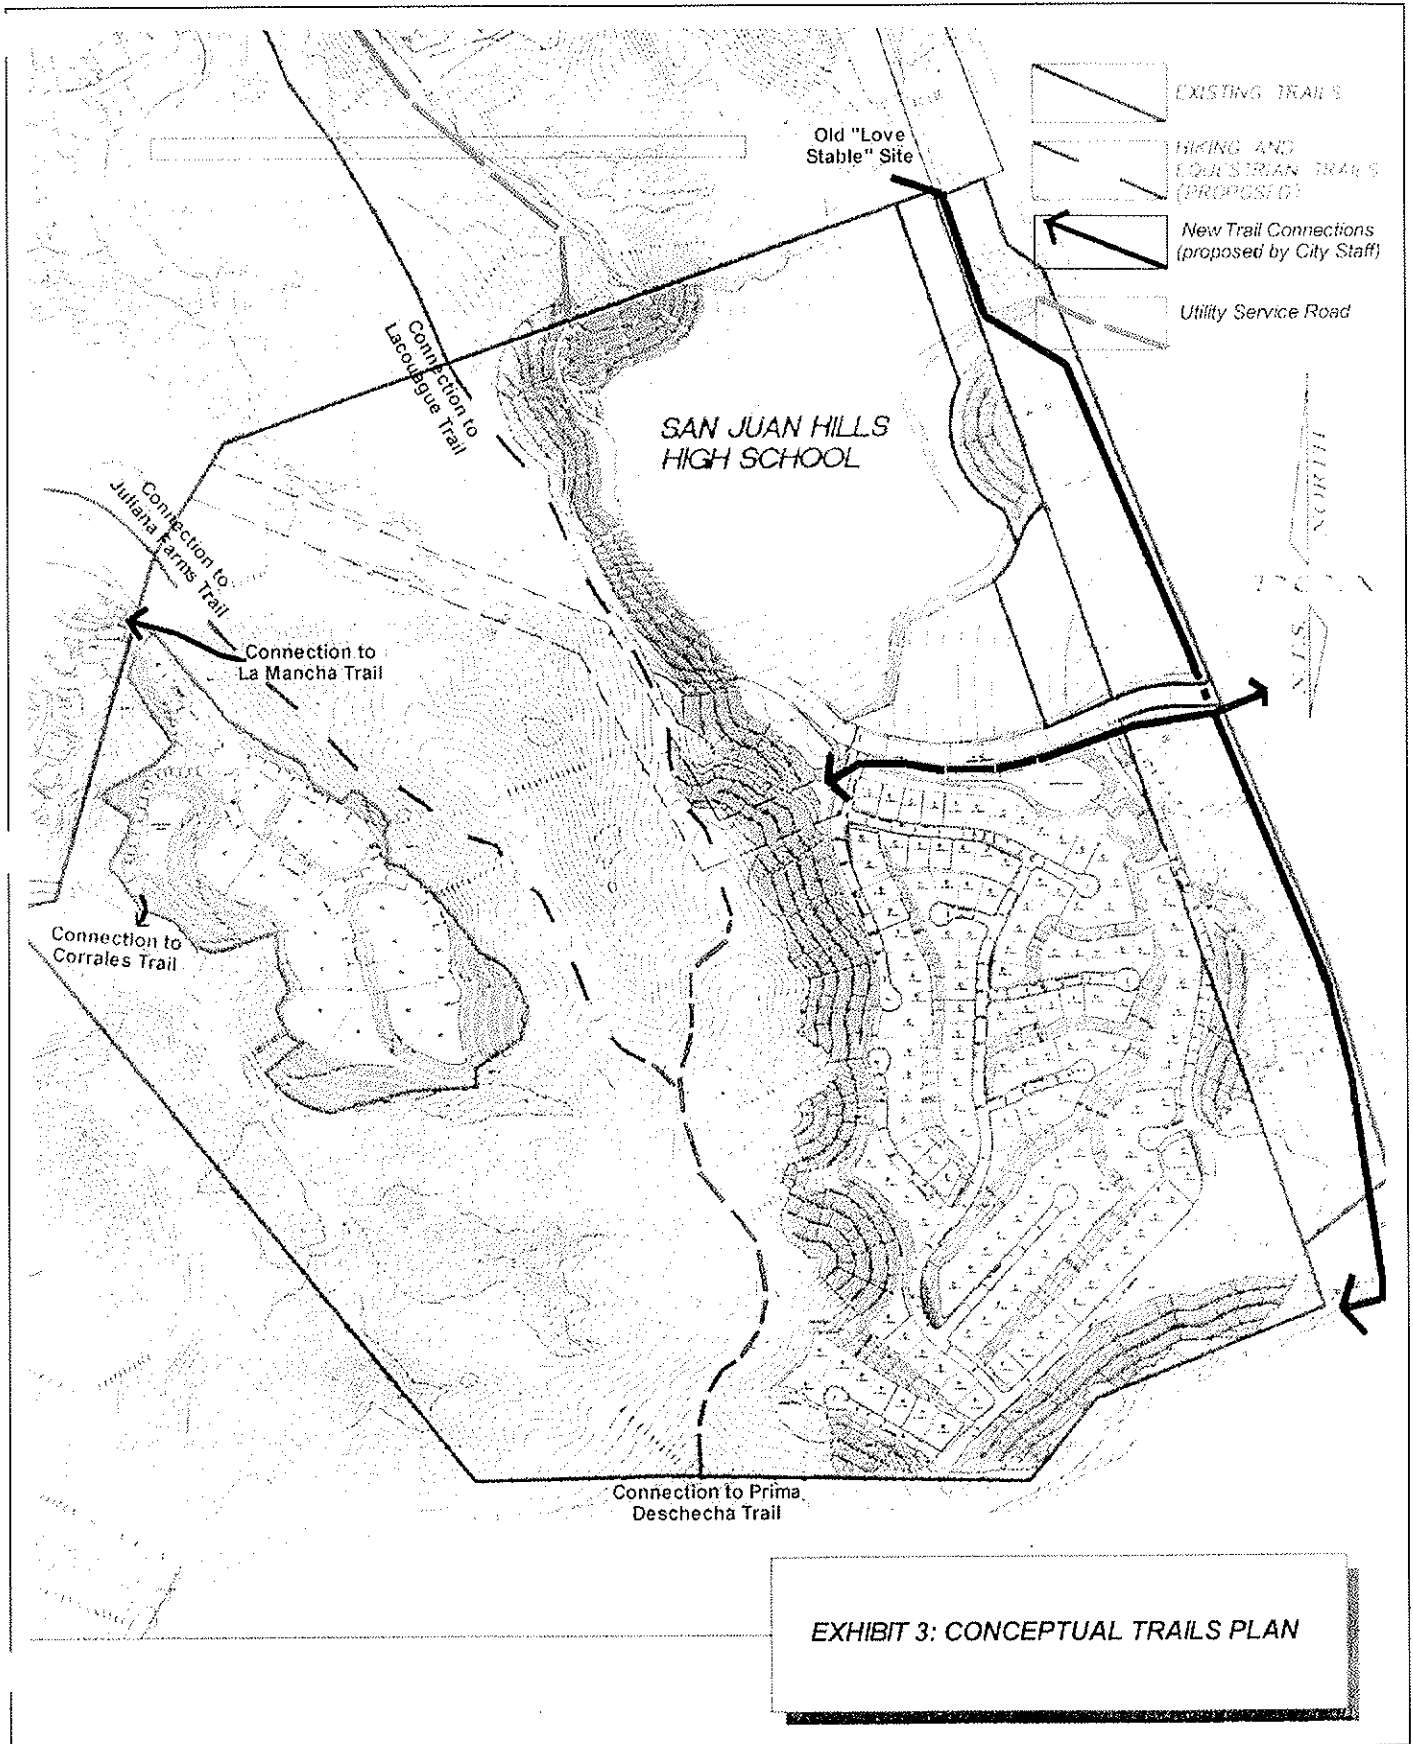 EXISTING TRAILS
Old "Love
Stable" Site
HIKING AND
EQUESTRIAN TRAILS
(PROPOSED)
New Trail Connections
(proposed by City Staff)
Utility Service Road
Connection to
Lacouague Trail
SAN JUAN HILLS
HIGH SCHOOL
NORTH
N.T.S.
Connection to
Juliana Farms Trail
Connection to
La Mancha Trail
Connection to
Corrales Trail
Connection to Prima
Deschecha Trail
EXHIBIT 3: CONCEPTUAL TRAILS PLAN